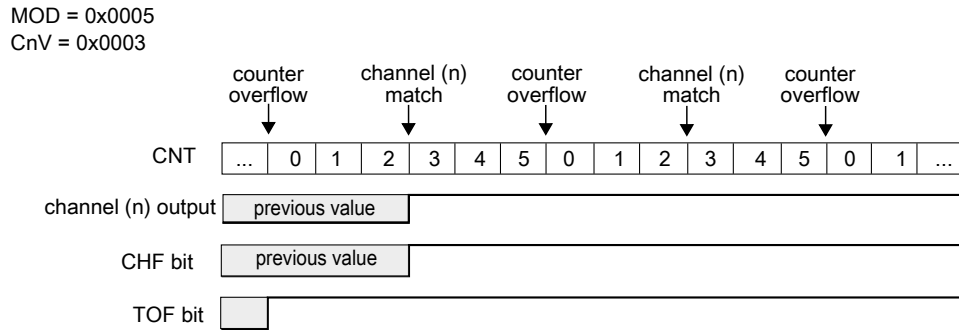 MOD = 0x0005
CnV = 0x0003
counter overflow
channel (n) match
counter overflow
channel (n) match
counter overflow
CNT ... 0 1 2 3 4 5 0 1 2 3 4 5 0 1 ...
channel (n) output previous value
CHF bit previous value
TOF bit